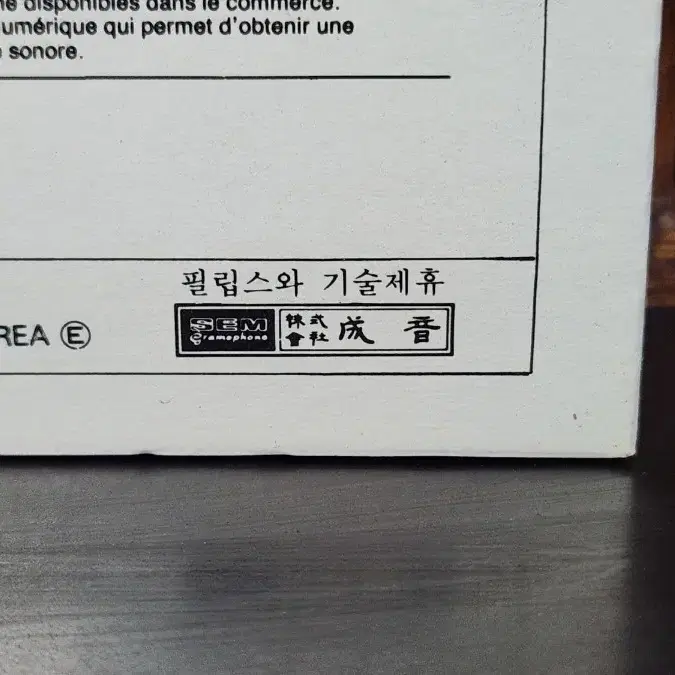 disponibles dans le commerce.
umérique qui permet d'obtenir une
sonore.
필립스와 기술제휴
REA Ⓔ
SEM
gramophone
株式
會社
成音